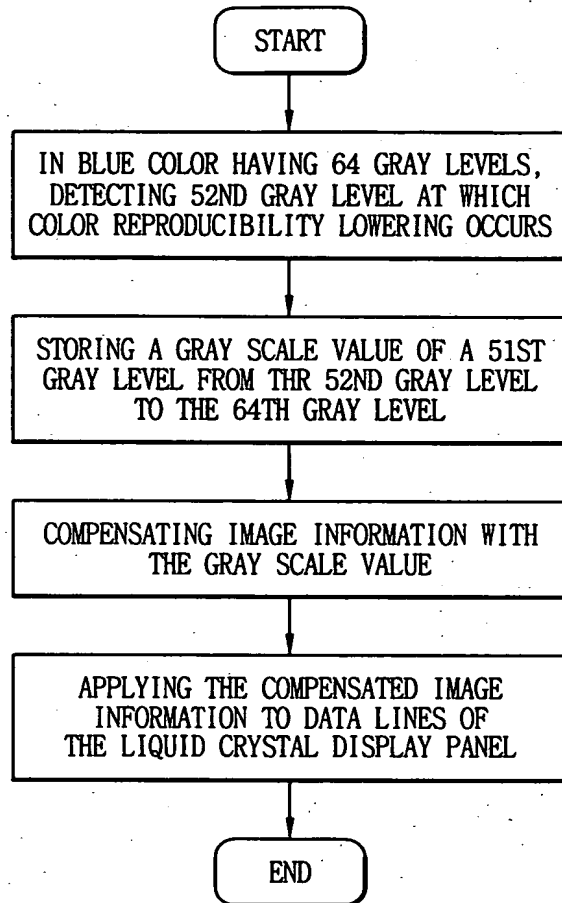 START
IN BLUE COLOR HAVING 64 GRAY LEVELS,
DETECTING 52ND GRAY LEVEL AT WHICH
COLOR REPRODUCIBILITY LOWERING OCCURS
STORING A GRAY SCALE VALUE OF A 51ST
GRAY LEVEL FROM THR 52ND GRAY LEVEL
TO THE 64TH GRAY LEVEL
COMPENSATING IMAGE INFORMATION WITH
THE GRAY SCALE VALUE
APPLYING THE COMPENSATED IMAGE
INFORMATION TO DATA LINES OF
THE LIQUID CRYSTAL DISPLAY PANEL
END